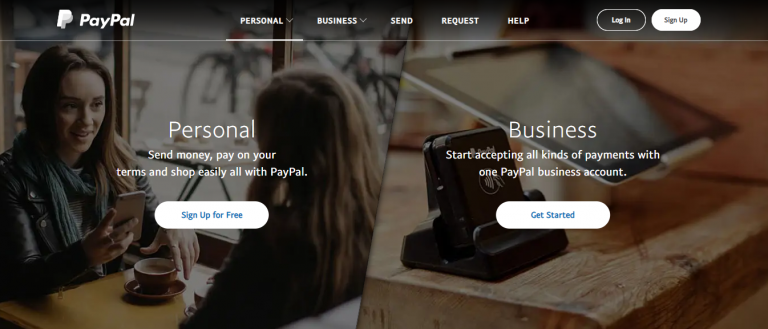 PayPal
PERSONAL
BUSINESS
SEND
REQUEST
HELP
Log In
Sign Up
Personal
Send money, pay on your
terms and shop easily all with PayPal.
Sign Up for Free
Business
Start accepting all kinds of payments with
one PayPal business account.
Get Started